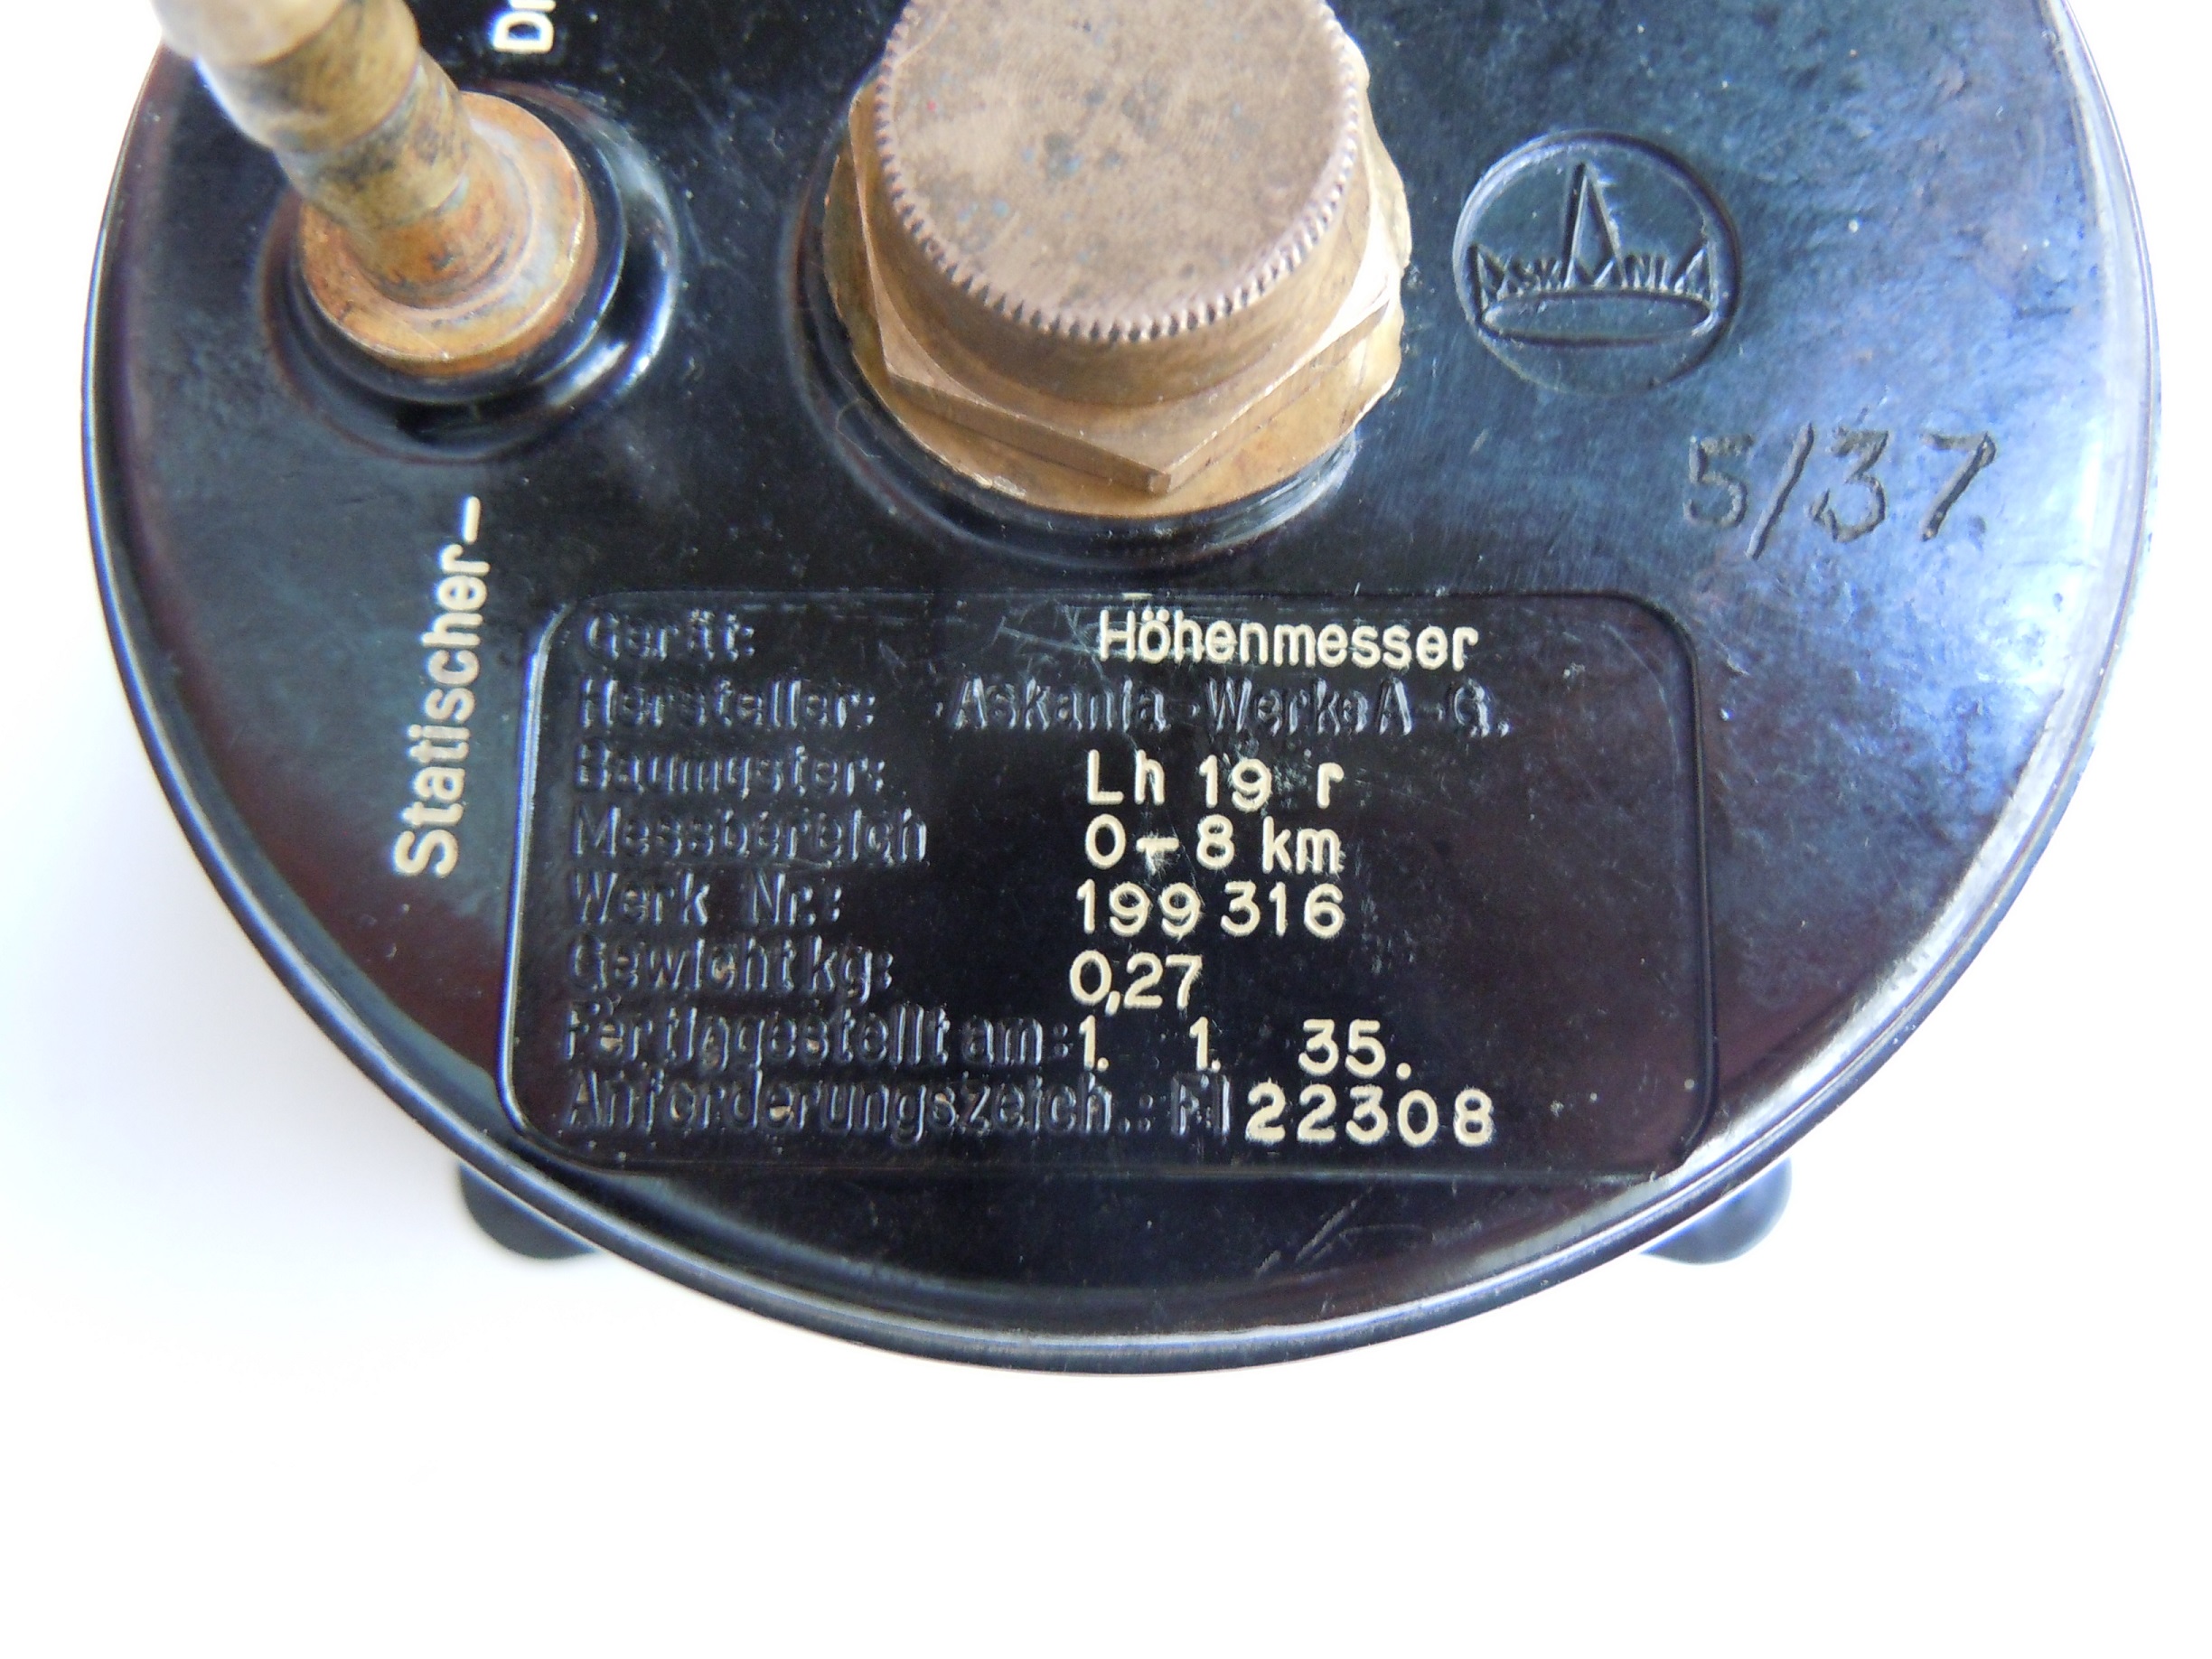 Statischer-
ASKANIA
5/37
Gerät: Höhenmesser
Hersteller: Askania-Werke A-G.
Baumuster: Lh 19 r
Messbereich 0-8 km
Werk Nr.: 199 316
Gewicht kg: 0,27
Fertiggestellt am: 1. 1. 35.
Anforderungszeich.: Fl 22308